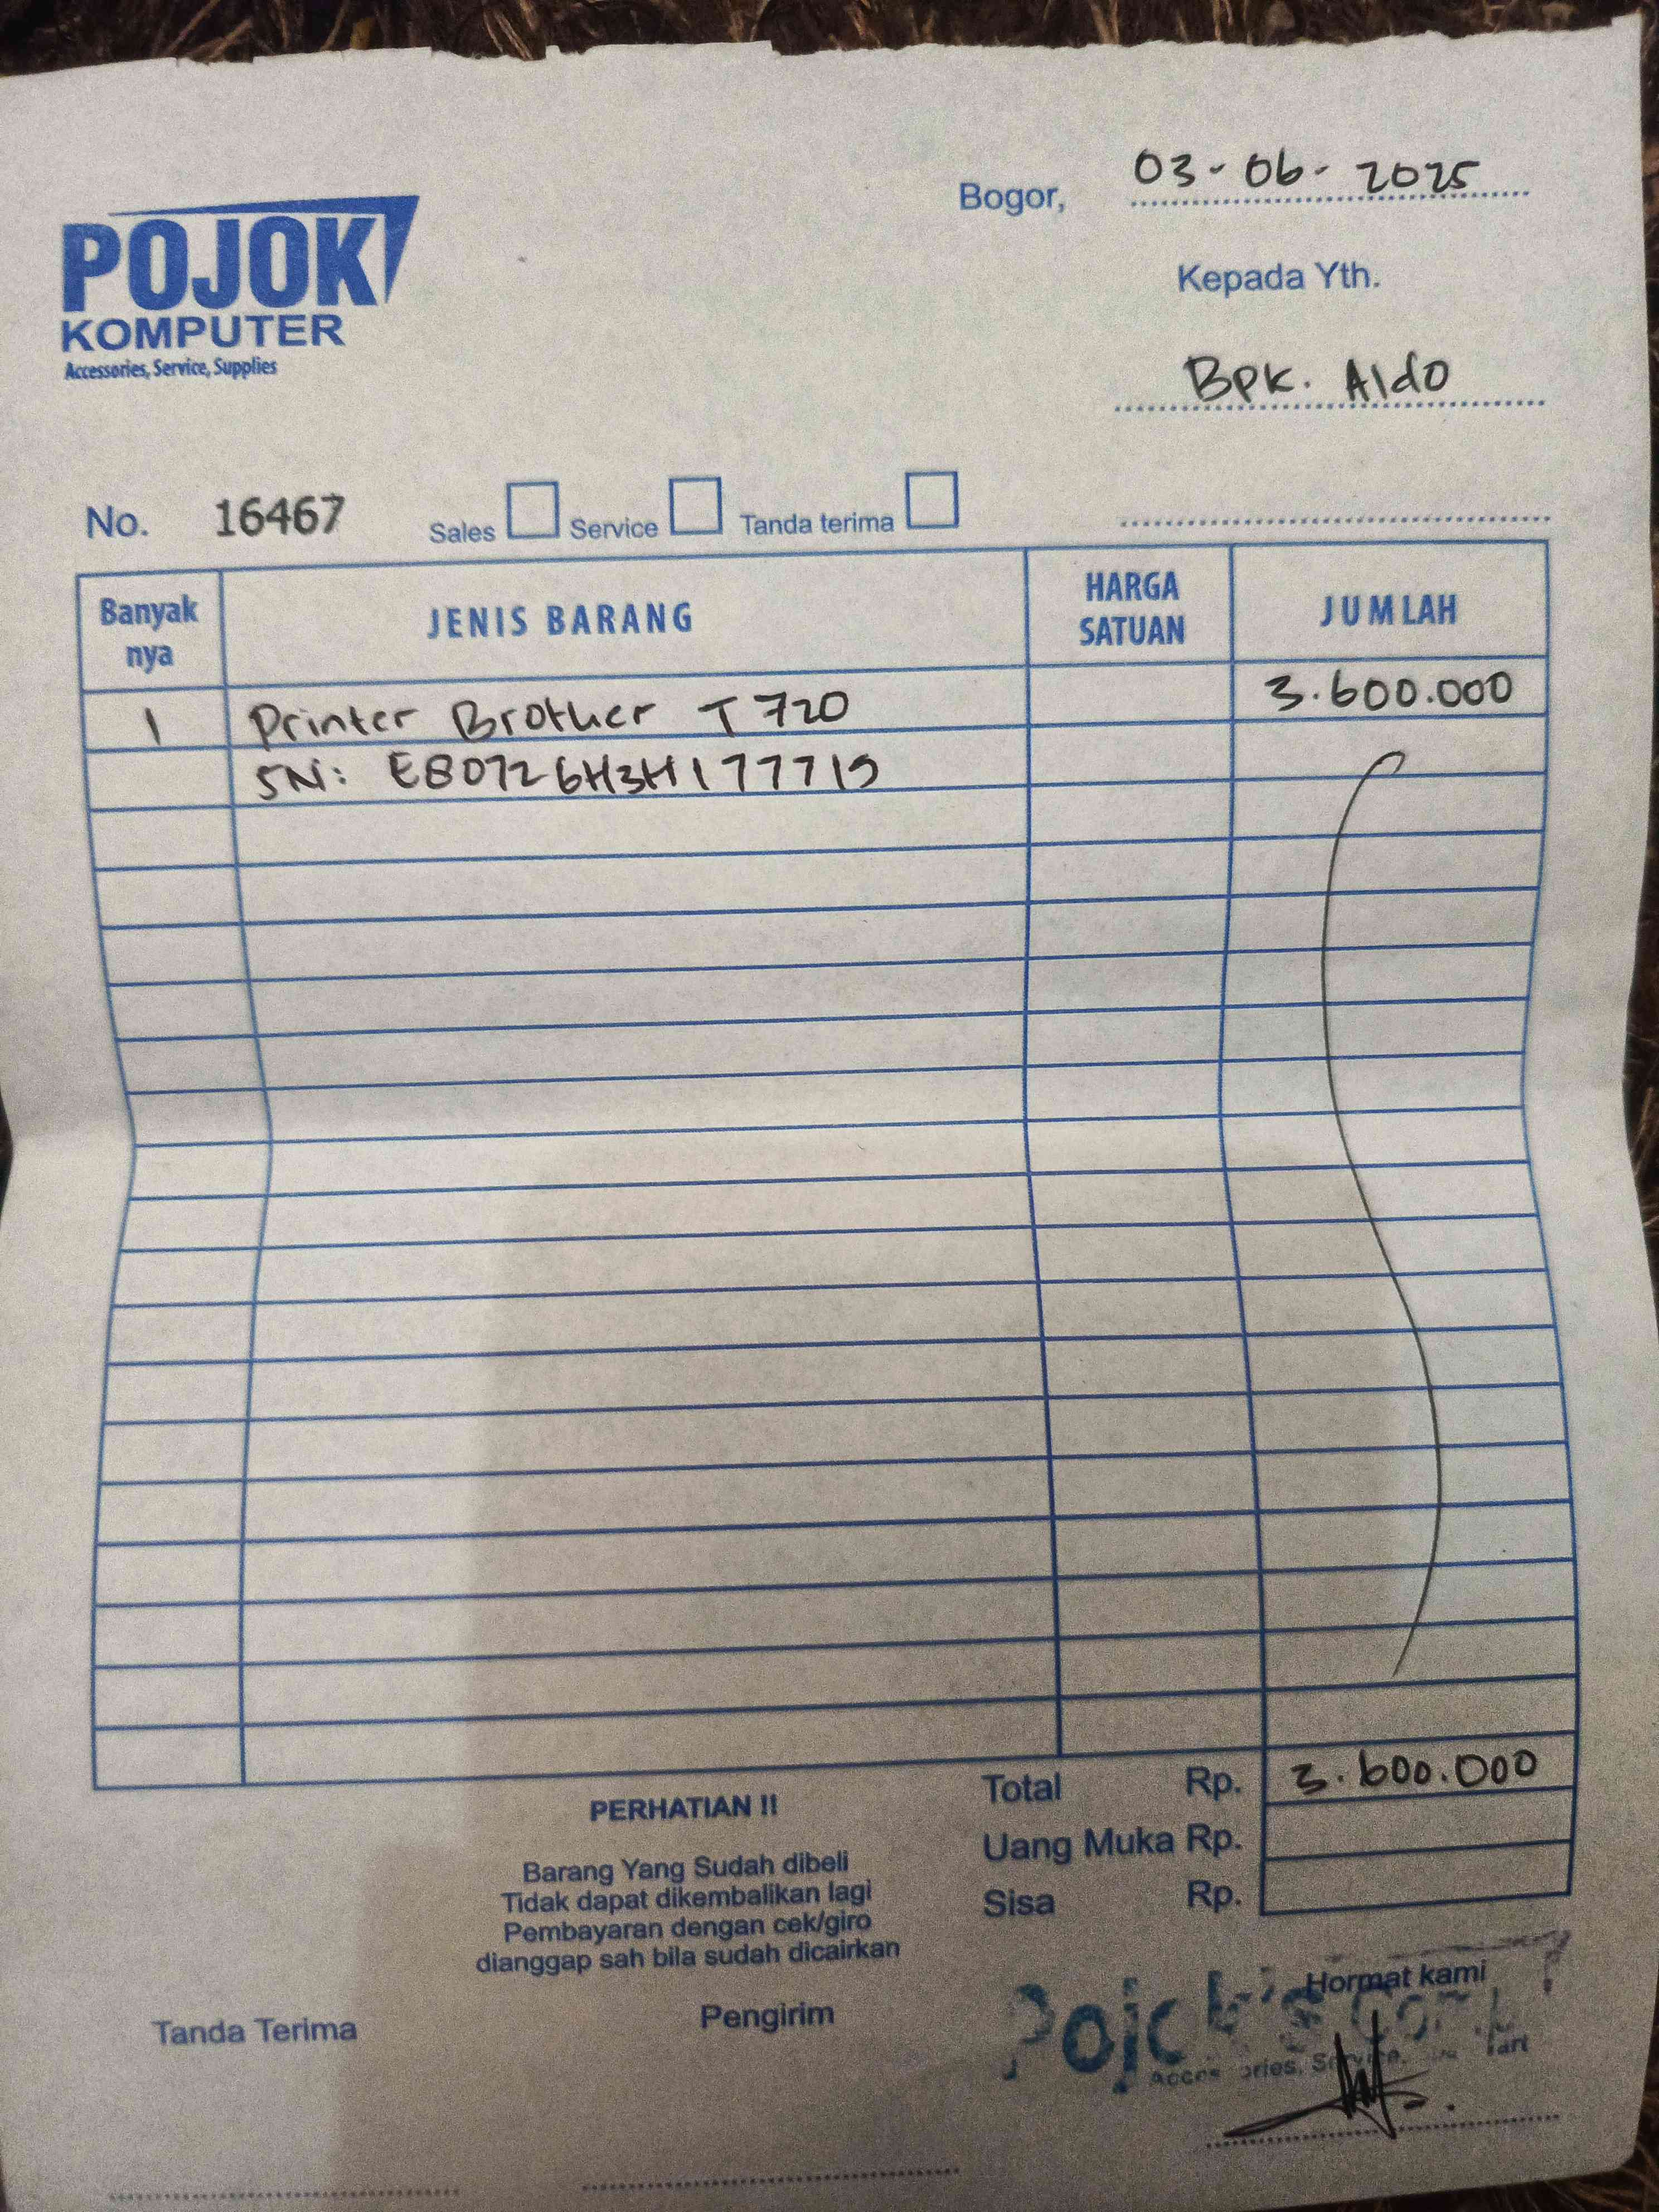 Bogor, 03-06-2025
POJOK
KOMPUTER
Accessories, Service, Supplies
Kepada Yth.
Bpk. Aldo
No. 16467 Sales Service Tanda terima
Banyak nya JENIS BARANG HARGA SATUAN JUMLAH
1 Printer Brother T720 3.600.000
SN: E80726H3H177719
Total Rp. 3.600.000
Uang Muka Rp.
Sisa Rp.
PERHATIAN !!
Barang Yang Sudah dibeli
Tidak dapat dikembalikan lagi
Pembayaran dengan cek/giro
dianggap sah bila sudah dicairkan
Tanda Terima Pengirim Hormat kami